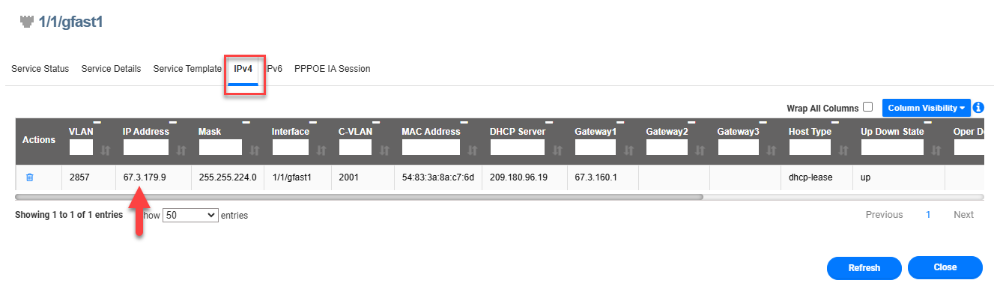 1/1/gfast1
Service Status Service Details Service Template IPv4 Pv6 PPPOE IA Session
Wrap All Columns Column Visibility
Actions VLAN IP Address Mask Interface C-VLAN MAC Address DHCP Server Gateway1 Gateway2 Gateway3 Host Type Up Down State Oper Do
2857 67.3.179.9 255.255.224.0 1/1/gfast1 2001 54:83:3a:8a:c7:6d 209.180.96.19 67.3.160.1 dhcp-lease up
Showing 1 to 1 of 1 entries how 50 entries Previous 1 Next
Refresh Close